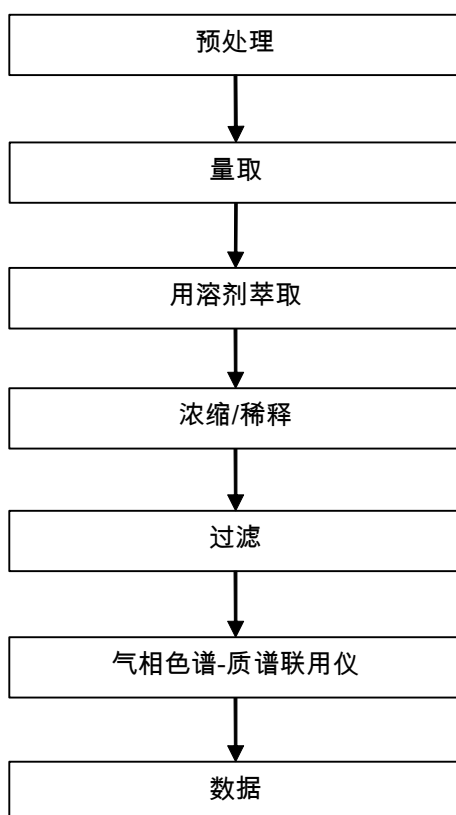 预处理
量取
用溶剂萃取
浓缩/稀释
过滤
气相色谱-质谱联用仪
数据